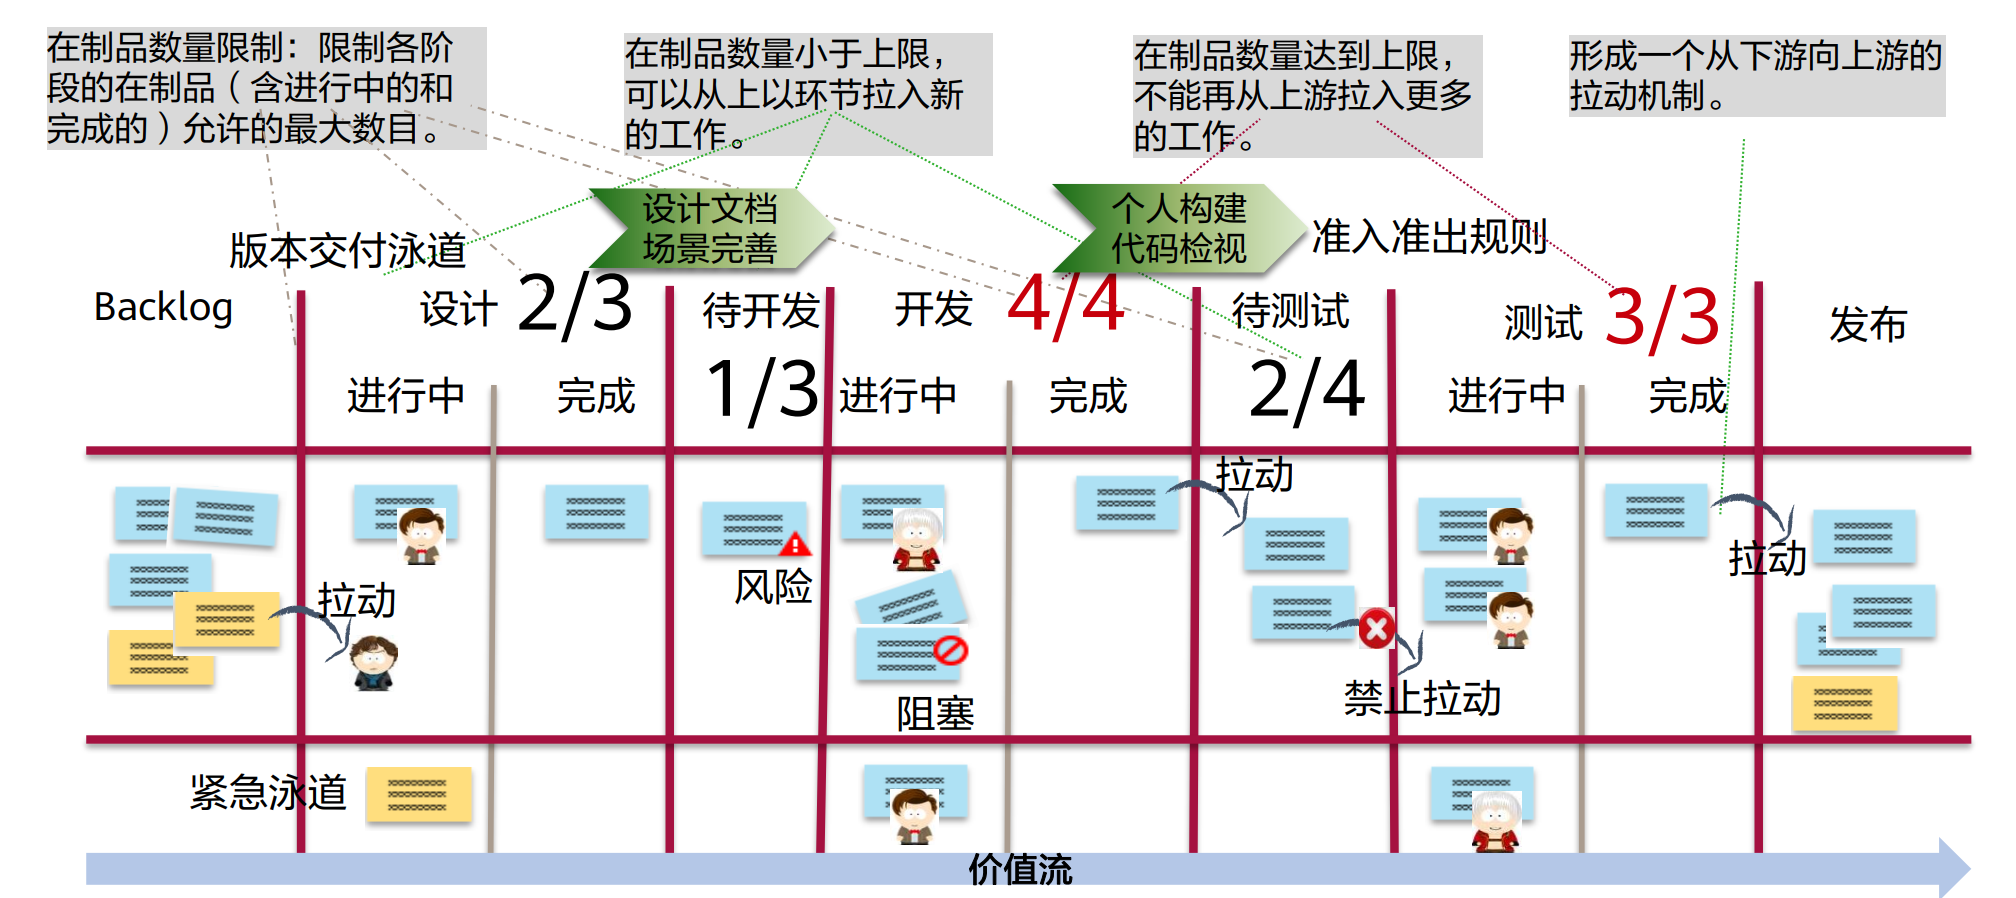 在制品数量限制：限制各阶
段的在制品（含进行中的和
完成的）允许的最大数目。
在制品数量小于上限，
可以从上以环节拉入新
的工作。
在制品数量达到上限，
不能再从上游拉入更多
的工作。
形成一个从下游向上游的
拉动机制。
设计文档
场景完善
个人构建
代码检视
准入准出规则
版本交付泳道
Backlog
设计 2/3
待开发
1/3
开发 4/4
待测试
2/4
测试 3/3
发布
进行中
完成
进行中
完成
进行中
完成
拉动
风险
阻塞
拉动
禁止拉动
拉动
紧急泳道
价值流